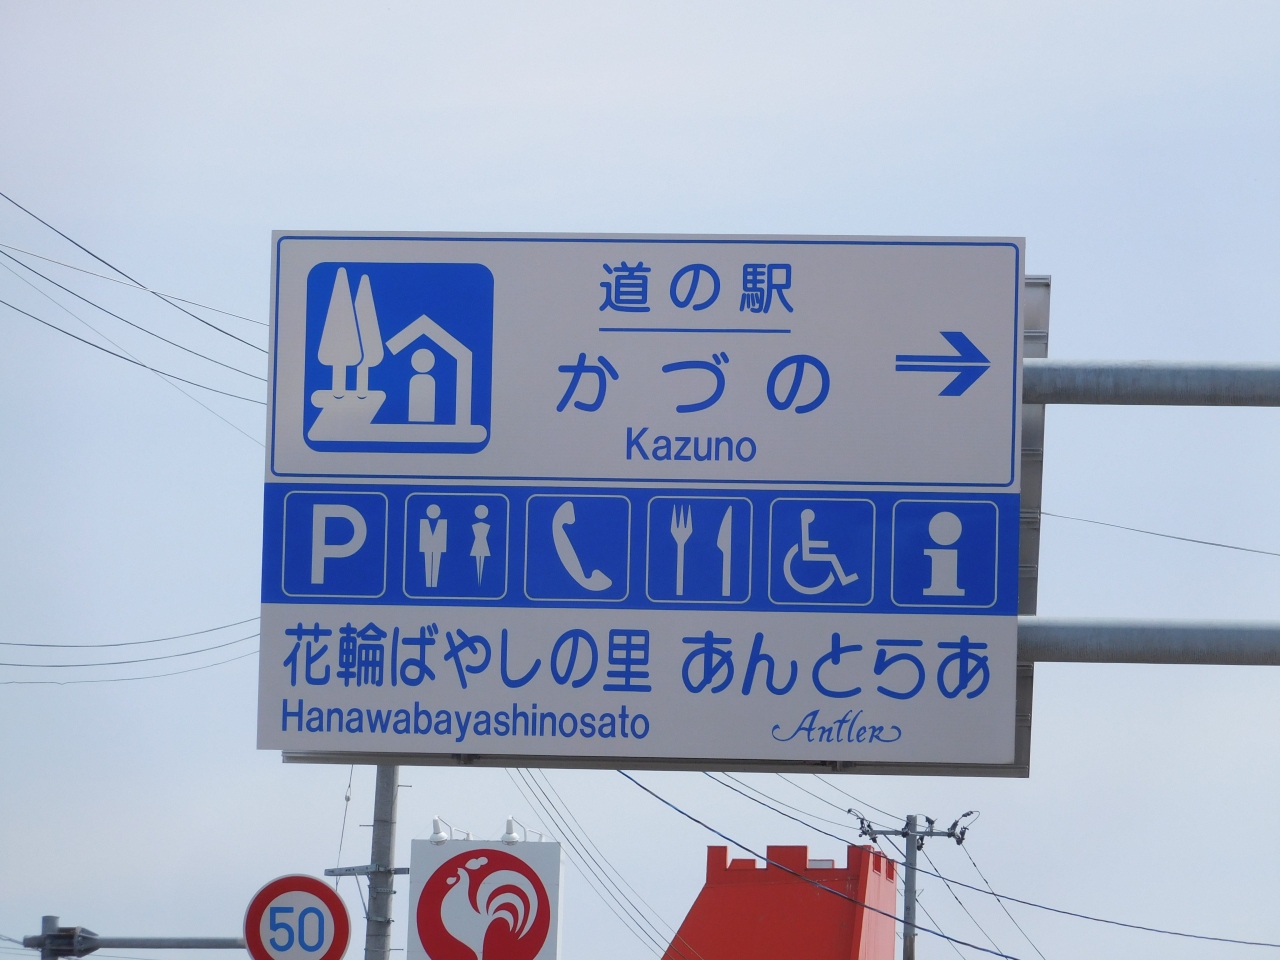 道の駅
かづの
Kazuno
P
i
花輪ばやしの里 あんとらあ
Hanawabayashinosato Antler
50